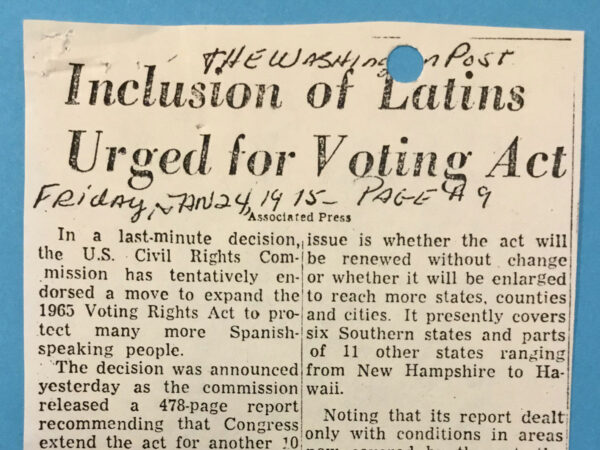 THE WASHington Post
Inclusion of Latins
Urged for Voting Act
Friday, JAN 24, 1975- PAGE A9
Associated Press
In a last-minute decision,
the U.S. Civil Rights Com-
mission has tentatively en-
dorsed a move to expand the
1965 Voting Rights Act to pro-
tect many more Spanish-
speaking people.
The decision was announced
yesterday as the commission
released a 478-page report
recommending that Congress
extend the act for another 10
issue is whether the act will
be renewed without change
or whether it will be enlarged
to reach more states, counties
and cities. It presently covers
six Southern states and parts
of 11 other states ranging
from New Hampshire to Ha-
waii.
Noting that its report dealt
only with conditions in areas
now covered by the